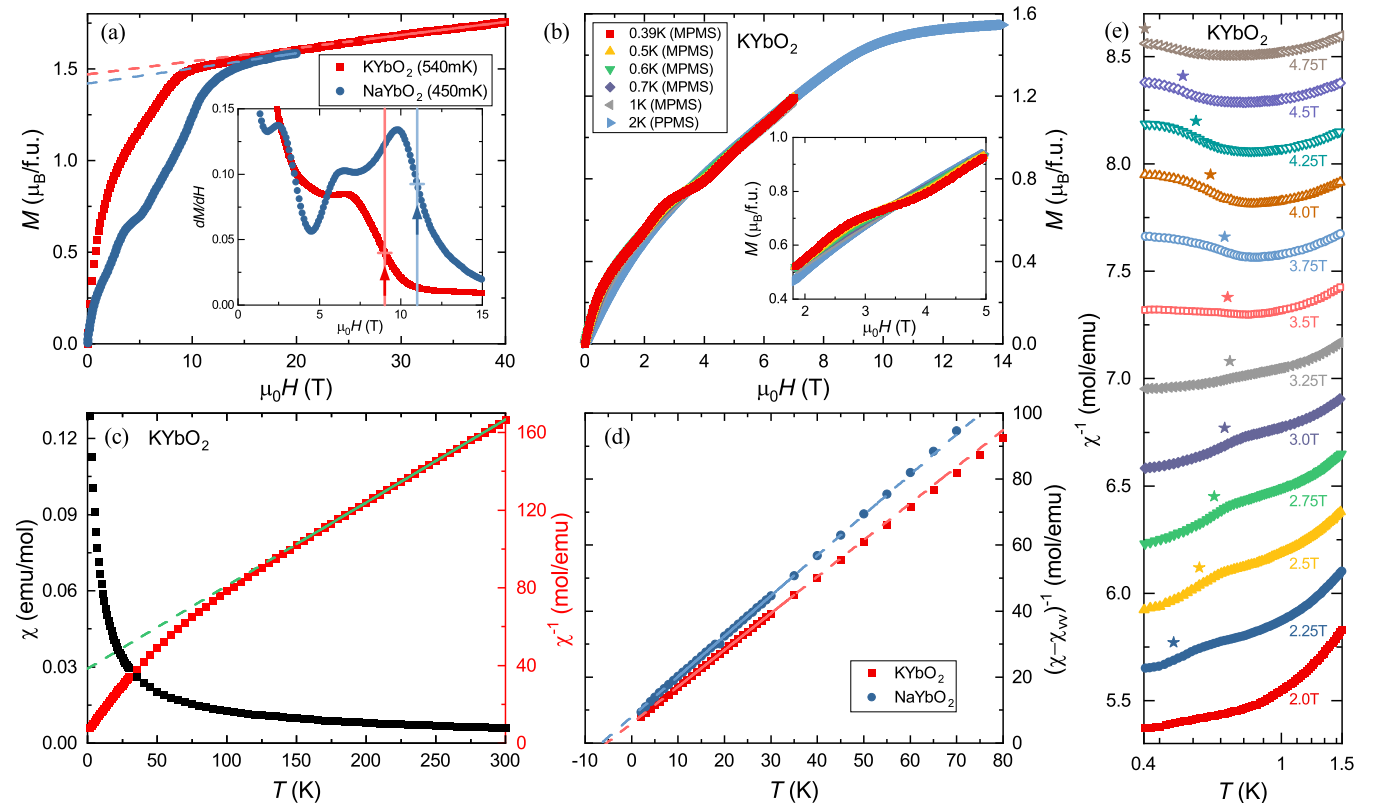 (a)
M (μB/f.u.)
1.5
1.0
0.5
0.0
0
10
20
30
40
μ0H (T)
KYbO2 (540mK)
NaYbO2 (450mK)
dM/dH
0.15
0.10
0.05
0.00
0
5
10
15
μ0H (T)
(b)
KYbO2
0.39K (MPMS)
0.5K (MPMS)
0.6K (MPMS)
0.7K (MPMS)
1K (MPMS)
2K (PPMS)
M (μB/f.u.)
1.6
1.2
0.8
0.4
0.0
0
2
4
6
8
10
12
14
μ0H (T)
M (μB/f.u.)
1.0
0.8
0.6
0.4
2
3
4
5
μ0H (T)
(c)
KYbO2
χ (emu/mol)
0.12
0.09
0.06
0.03
0.00
0
50
100
150
200
250
300
T (K)
χ-1 (mol/emu)
160
120
80
40
0
(d)
KYbO2
NaYbO2
(χ−χvv)-1 (mol/emu)
100
80
60
40
20
0
-10
0
10
20
30
40
50
60
70
80
T (K)
(e)
KYbO2
χ-1 (mol/emu)
8.5
8.0
7.5
7.0
6.5
6.0
5.5
4.75T
4.5T
4.25T
4.0T
3.75T
3.5T
3.25T
3.0T
2.75T
2.5T
2.25T
2.0T
0.4
1
1.5
T (K)